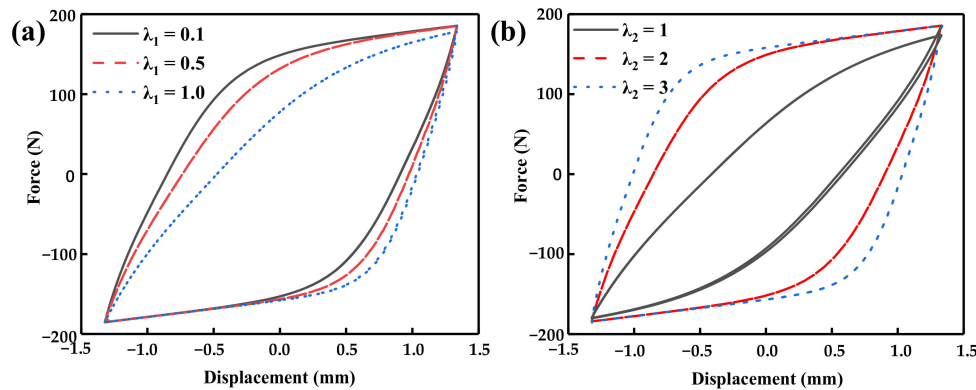 (a)
λ₁ = 0.1
λ₁ = 0.5
λ₁ = 1.0
200
100
0
−100
−200
Force (N)
−1.5 −1.0 −0.5 0.0 0.5 1.0 1.5
Displacement (mm)
(b)
λ₂ = 1
λ₂ = 2
λ₂ = 3
200
100
0
−100
−200
Force (N)
−1.5 −1.0 −0.5 0.0 0.5 1.0 1.5
Displacement (mm)